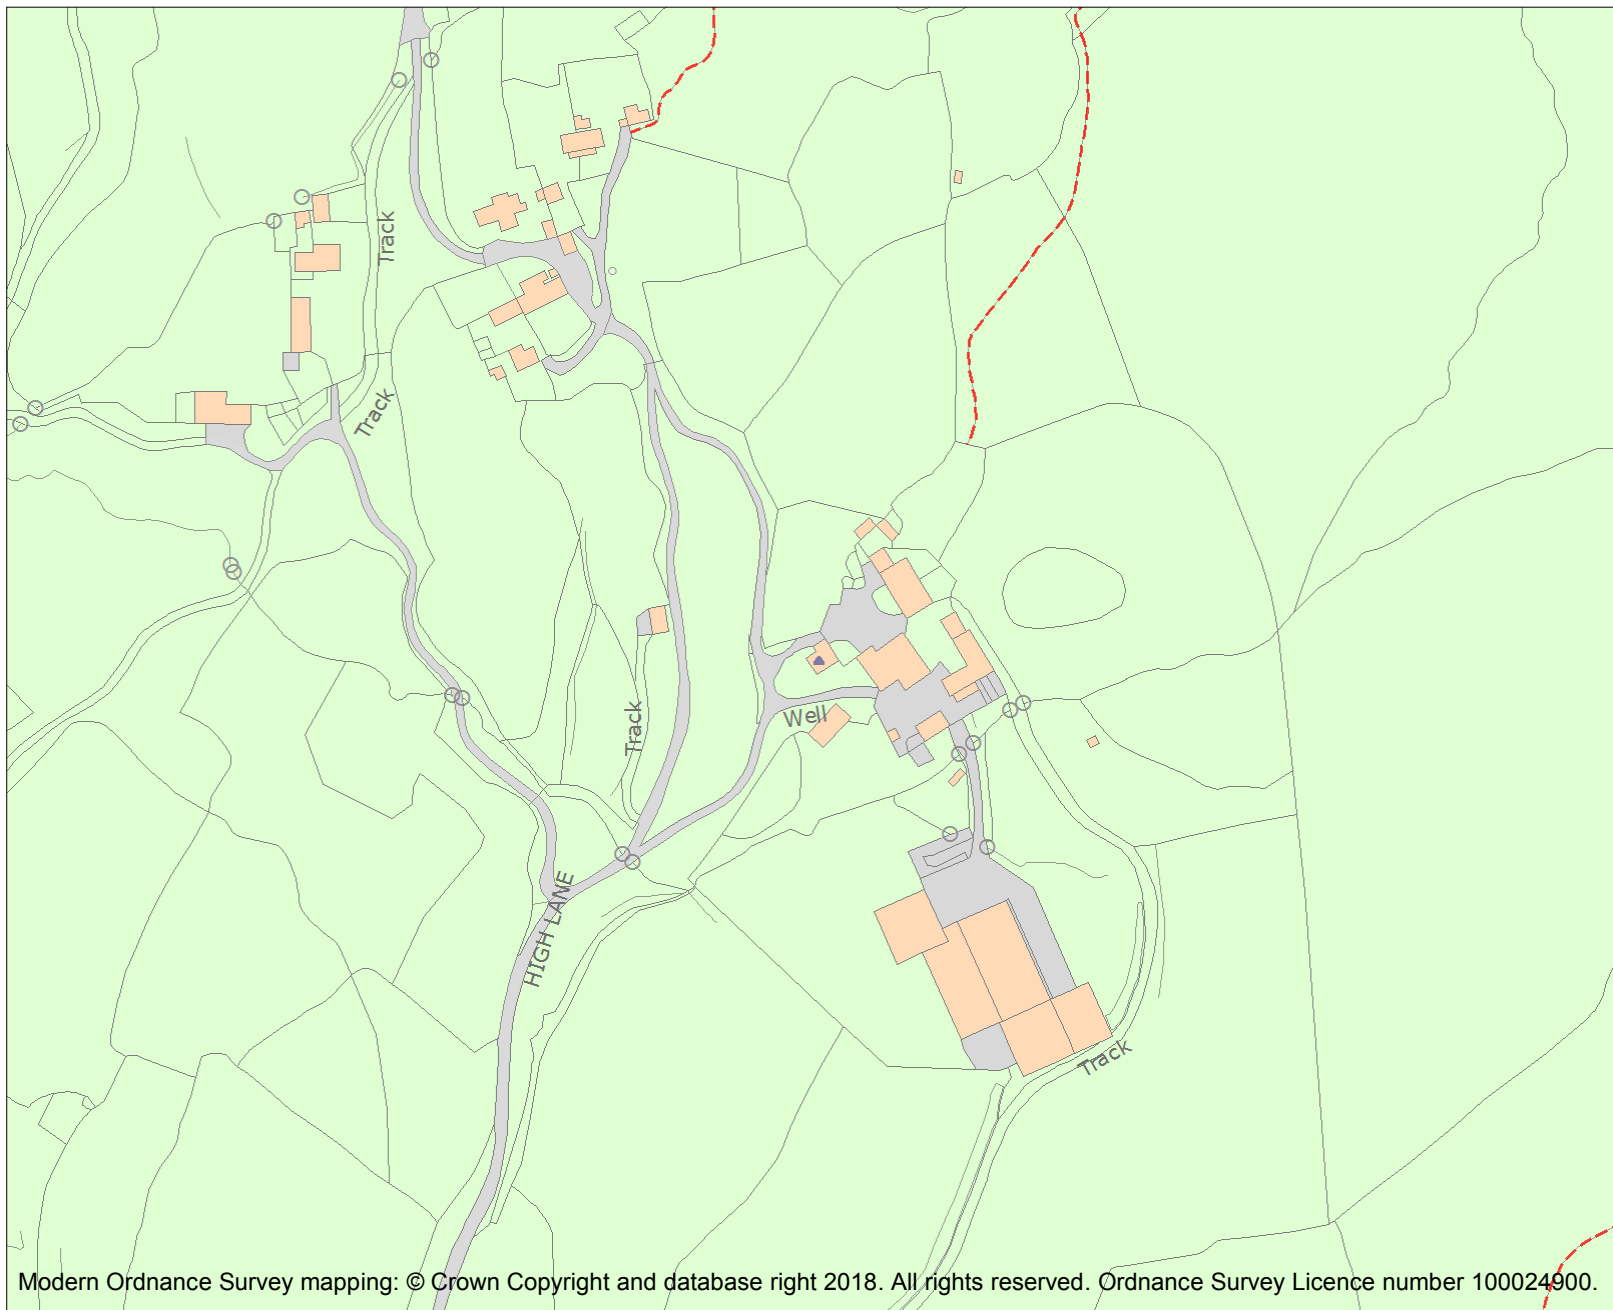 Track
Track
Track
Well
HIGH LANE
Track
Modern Ordnance Survey mapping: © Crown Copyright and database right 2018. All rights reserved. Ordnance Survey Licence number 100024900.